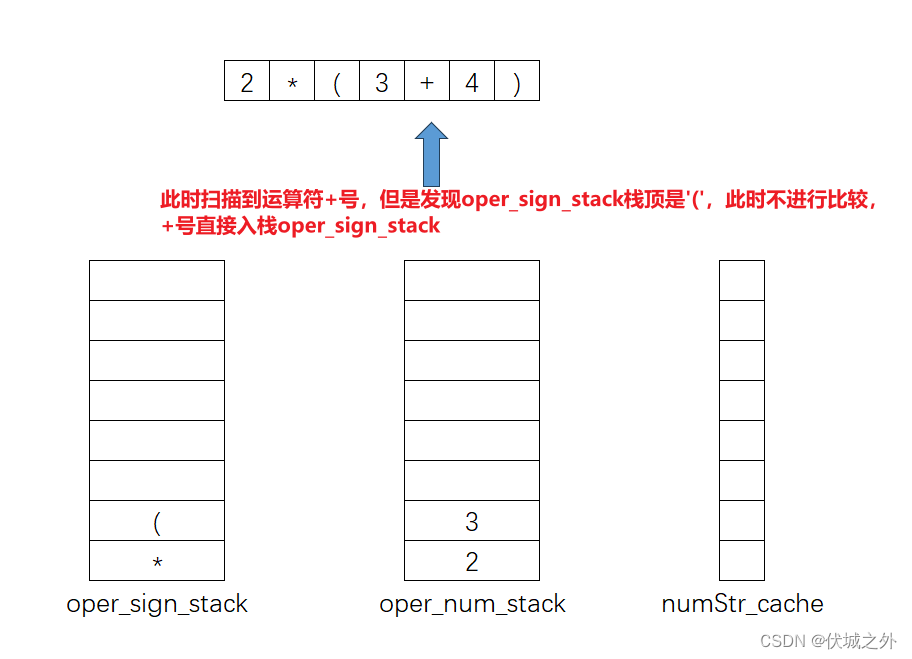 2 * ( 3 + 4 )
此时扫描到运算符+号，但是发现oper_sign_stack栈顶是'('，此时不进行比较，
+号直接入栈oper_sign_stack
( 3
* 2
oper_sign_stack oper_num_stack numStr_cache
CSDN @伏城之外